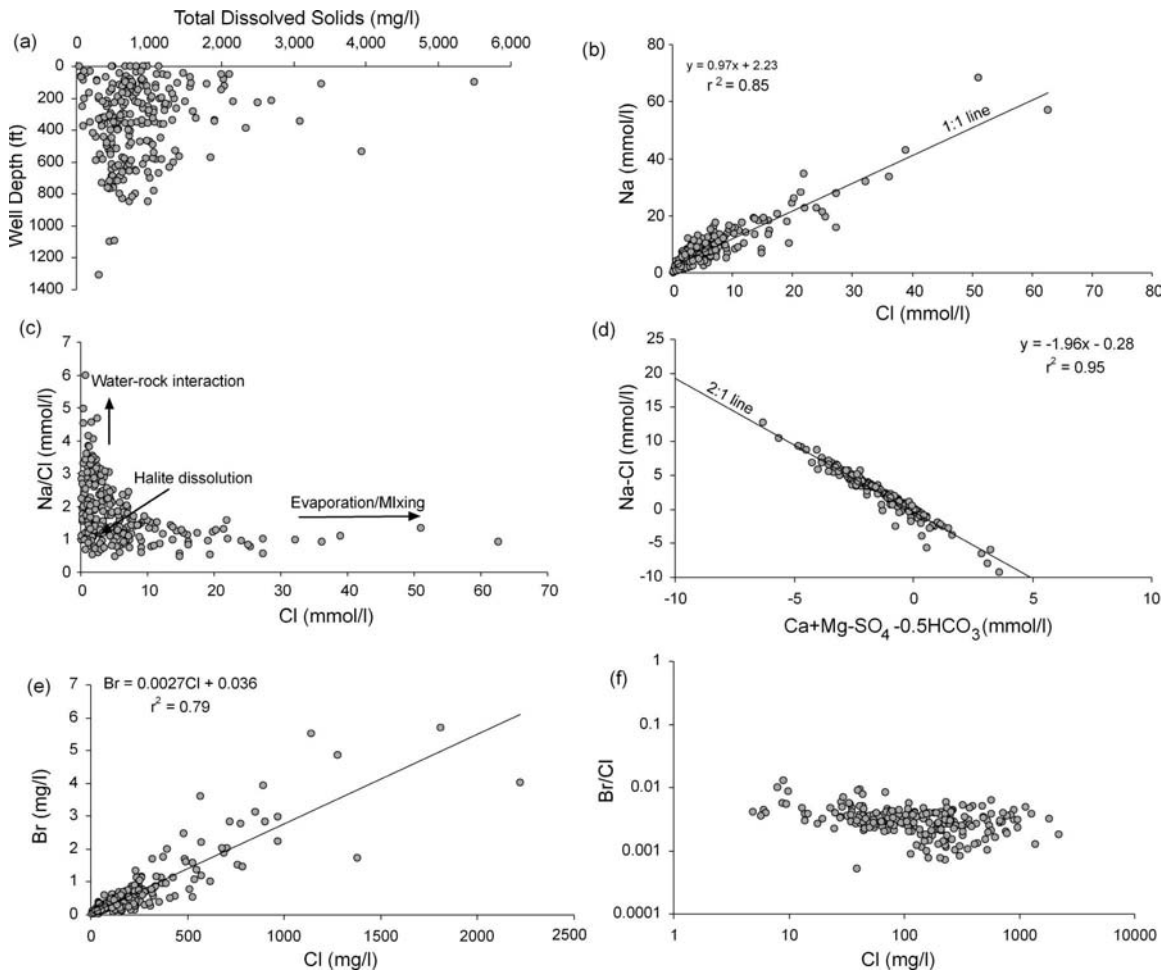 (a)
Total Dissolved Solids (mg/l)
0 1,000 2,000 3,000 4,000 5,000 6,000
0
200
400
600
800
1000
1200
1400
Well Depth (ft)
(b)
y = 0.97x + 2.23
r2 = 0.85
1:1 line
80
60
40
20
0
Na (mmol/l)
0 10 20 30 40 50 60 70 80
Cl (mmol/l)
(c)
7
6
5
4
3
2
1
0
Na/Cl (mmol/l)
Water-rock interaction
Halite dissolution
Evaporation/MIxing
0 10 20 30 40 50 60 70
Cl (mmol/l)
(d)
y = -1.96x - 0.28
r2 = 0.95
2:1 line
25
20
15
10
5
0
-5
-10
Na-Cl (mmol/l)
-10 -5 0 5 10
Ca+Mg-SO4 -0.5HCO3(mmol/l)
(e)
Br = 0.0027Cl + 0.036
r2 = 0.79
7
6
5
4
3
2
1
0
Br (mg/l)
0 500 1000 1500 2000 2500
Cl (mg/l)
(f)
1
0.1
0.01
0.001
0.0001
Br/Cl
1 10 100 1000 10000
Cl (mg/l)